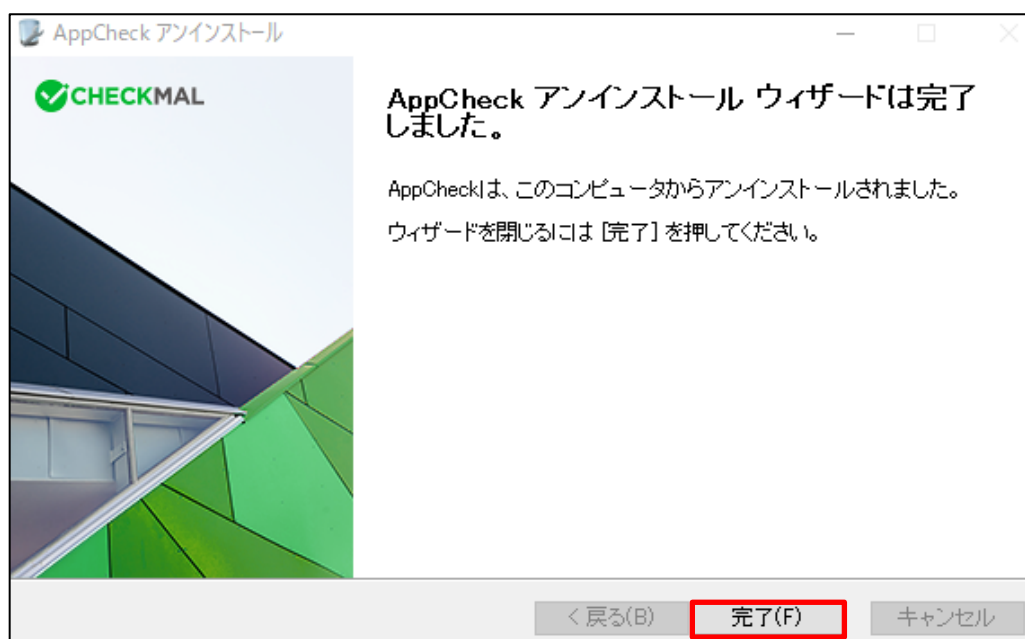 AppCheck アンインストール
CHECKMAL
AppCheck アンインストール ウィザードは完了
しました。
AppCheckは、このコンピュータからアンインストールされました。
ウィザードを閉じるには [完了] を押してください。
< 戻る(B)
完了(F)
キャンセル